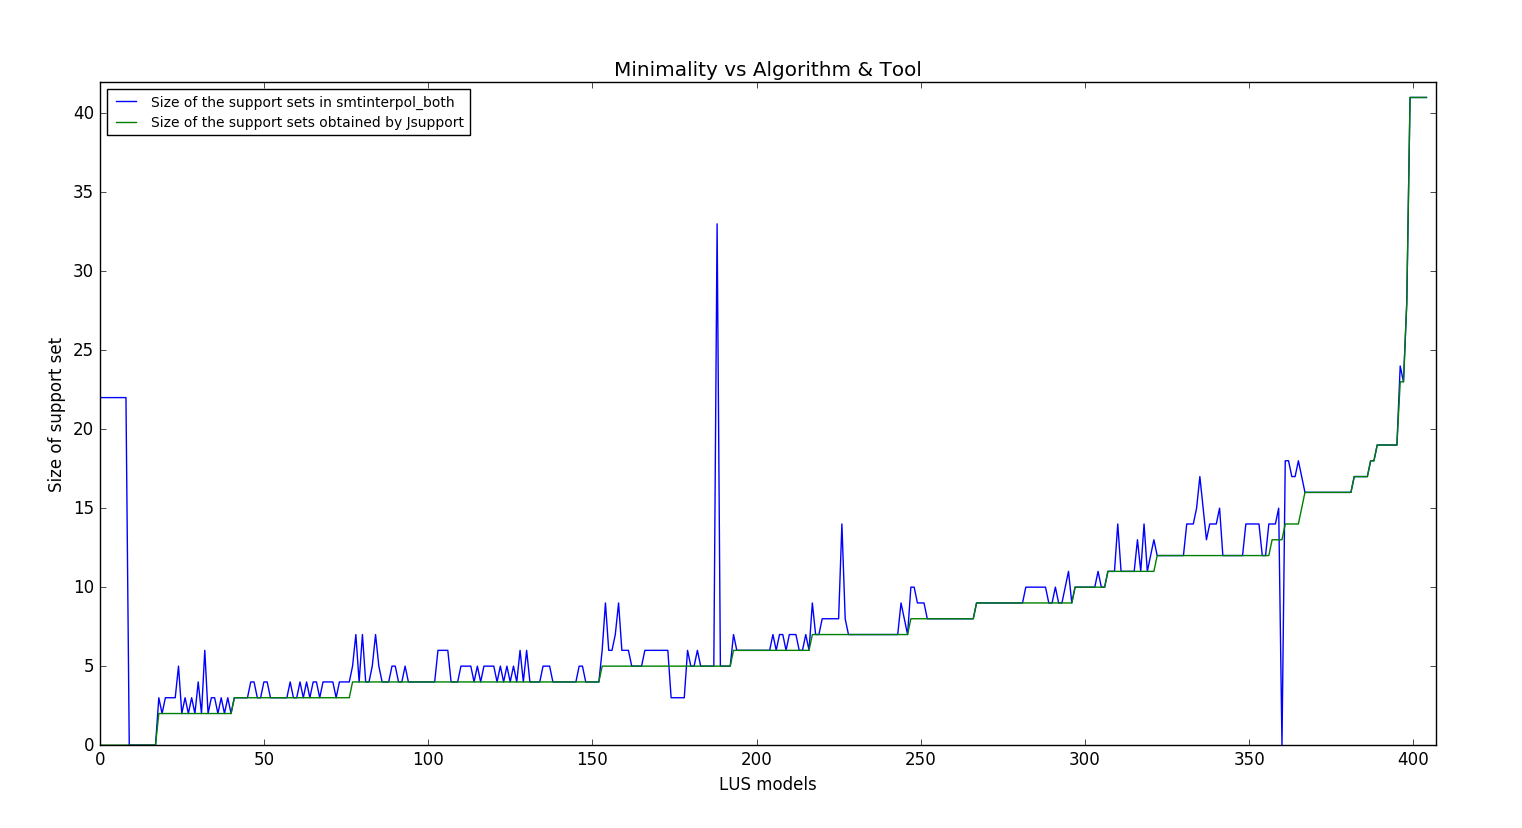 Minimality vs Algorithm & Tool
Size of the support sets in smtinterpol_both
Size of the support sets obtained by Jsupport
40
35
30
25
20
15
10
5
0
Size of support set
0 50 100 150 200 250 300 350 400
LUS models